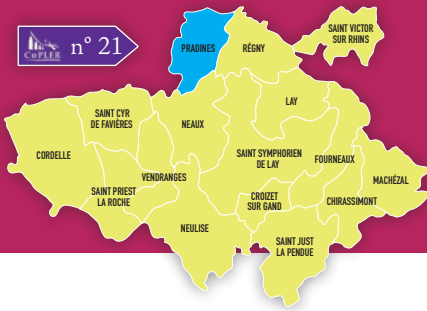 CoPLER
n° 21
PRADINES
RÉGNY
SAINT VICTOR
SUR RHINS
SAINT CYR
DE FAVIÈRES
NEAUX
LAY
CORDELLE
VENDRANGES
SAINT SYMPHORIEN
DE LAY
FOURNEAUX
MACHÉZAL
SAINT PRIEST
LA ROCHE
CROIZET
SUR GAND
CHIRASSIMONT
NEULISE
SAINT JUST
LA PENDUE